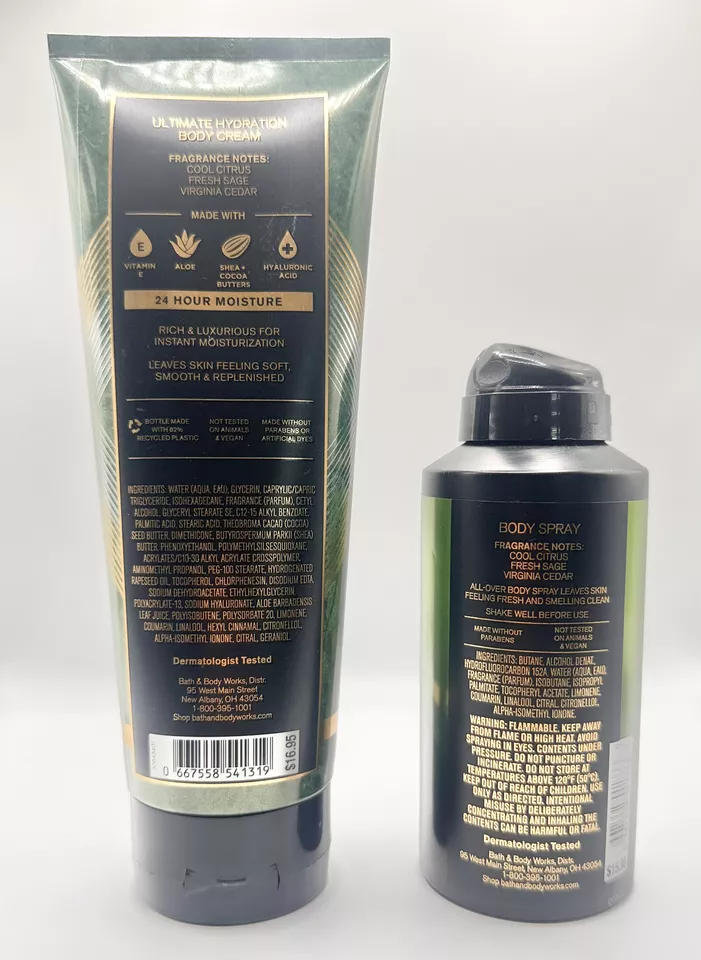 ULTIMATE HYDRATION
BODY CREAM
FRAGRANCE NOTES:
COOL CITRUS
FRESH SAGE
VIRGINIA CEDAR
MADE WITH
E
VITAMIN
E
ALOE
SHEA +
COCOA
BUTTERS
HYALURONIC
ACID
24 HOUR MOISTURE
RICH & LUXURIOUS FOR
INSTANT MOISTURIZATION
LEAVES SKIN FEELING SOFT,
SMOOTH & REPLENISHED
BOTTLE MADE
WITH 82%
RECYCLED PLASTIC
NOT TESTED
ON ANIMALS
& VEGAN
MADE WITHOUT
PARABENS OR
ARTIFICIAL DYES
INGREDIENTS: WATER (AQUA, EAU), GLYCERIN, CAPRYLIC/CAPRIC
TRIGLYCERIDE, ISOHEXADECANE, FRAGRANCE (PARFUM), CETYL
ALCOHOL, GLYCERYL STEARATE SE, C12-15 ALKYL BENZOATE,
PALMITIC ACID, STEARIC ACID, THEOBROMA CACAO (COCOA)
SEED BUTTER, DIMETHICONE, BUTYROSPERMUM PARKII (SHEA)
BUTTER, PHENOXYETHANOL, POLYMETHYLSILSESQUIOXANE,
ACRYLATES/C10-30 ALKYL ACRYLATE CROSSPOLYMER,
AMINOMETHYL PROPANOL, PEG-100 STEARATE, HYDROGENATED
RAPESEED OIL, TOCOPHEROL, CHLORPHENESIN, DISODIUM EDTA,
SODIUM DEHYDROACETATE, ETHYLHEXYLGLYCERIN,
POLYACRYLATE-13, SODIUM HYALURONATE, ALOE BARBADENSIS
LEAF JUICE, POLYISOBUTENE, POLYSORBATE 20, LIMONENE,
COUMARIN, LINALOOL, HEXYL CINNAMAL, CITRONELLOL,
ALPHA-ISOMETHYL IONONE, CITRAL, GERANIOL.
Dermatologist Tested
Bath & Body Works, Distr.
95 West Main Street
New Albany, OH 43054
1-800-395-1001
Shop bathandbodyworks.com
0 667558 541319
$16.95
BODY SPRAY
FRAGRANCE NOTES:
COOL CITRUS
FRESH SAGE
VIRGINIA CEDAR
ALL-OVER BODY SPRAY LEAVES SKIN
FEELING FRESH AND SMELLING CLEAN
SHAKE WELL BEFORE USE
MADE WITHOUT
PARABENS
NOT TESTED
ON ANIMALS
& VEGAN
INGREDIENTS: BUTANE, ALCOHOL DENAT.,
HYDROFLUOROCARBON 152A, WATER (AQUA, EAU),
FRAGRANCE (PARFUM), ISOBUTANE, ISOPROPYL
PALMITATE, TOCOPHERYL ACETATE, LIMONENE,
COUMARIN, LINALOOL, CITRAL, CITRONELLOL,
ALPHA-ISOMETHYL IONONE.
WARNING: FLAMMABLE. KEEP AWAY
FROM FLAME OR HIGH HEAT. AVOID
SPRAYING IN EYES. CONTENTS UNDER
PRESSURE. DO NOT PUNCTURE OR
INCINERATE. DO NOT STORE AT
TEMPERATURES ABOVE 120°F (50°C).
KEEP OUT OF REACH OF CHILDREN. USE
ONLY AS DIRECTED. INTENTIONAL
MISUSE BY DELIBERATELY
CONCENTRATING AND INHALING THE
CONTENTS CAN BE HARMFUL OR FATAL.
Dermatologist Tested
Bath & Body Works, Distr.
95 West Main Street, New Albany, OH 43054
1-800-395-1001
Shop bathandbodyworks.com